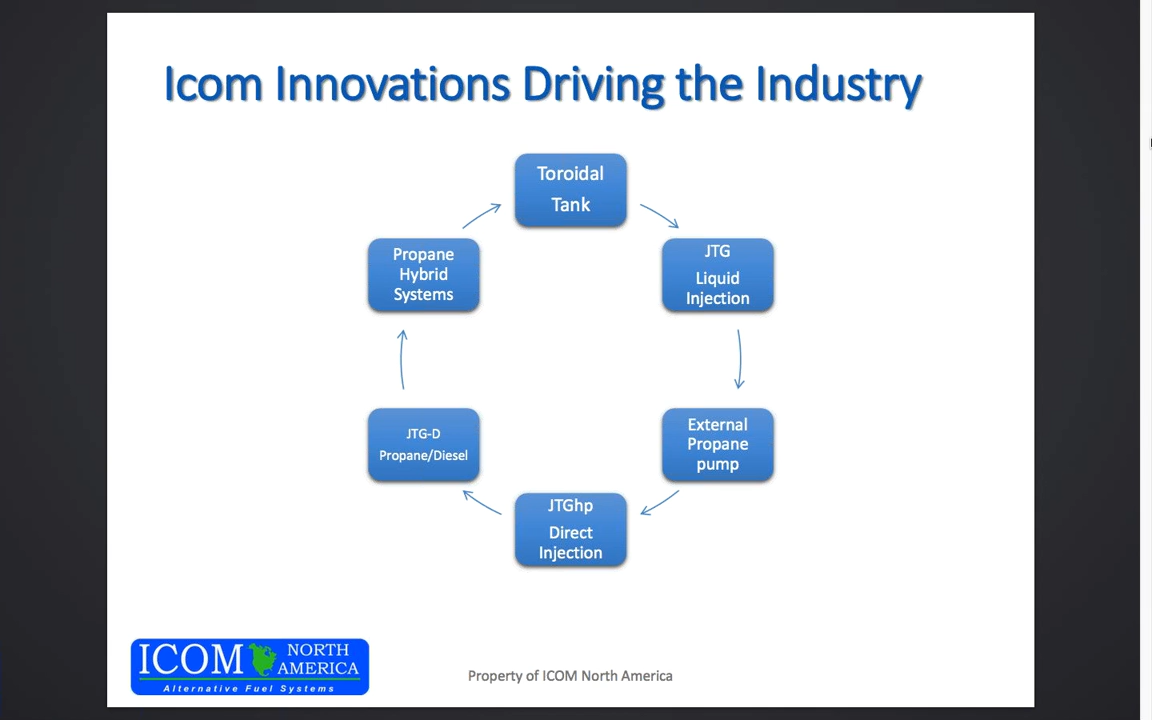 Icom Innovations Driving the Industry
Toroidal
Tank
JTG
Liquid
Injection
External
Propane
pump
JTGhp
Direct
Injection
JTG-D
Propane/Diesel
Propane
Hybrid
Systems
ICOM NORTH
AMERICA
Alternative Fuel Systems
Property of ICOM North America